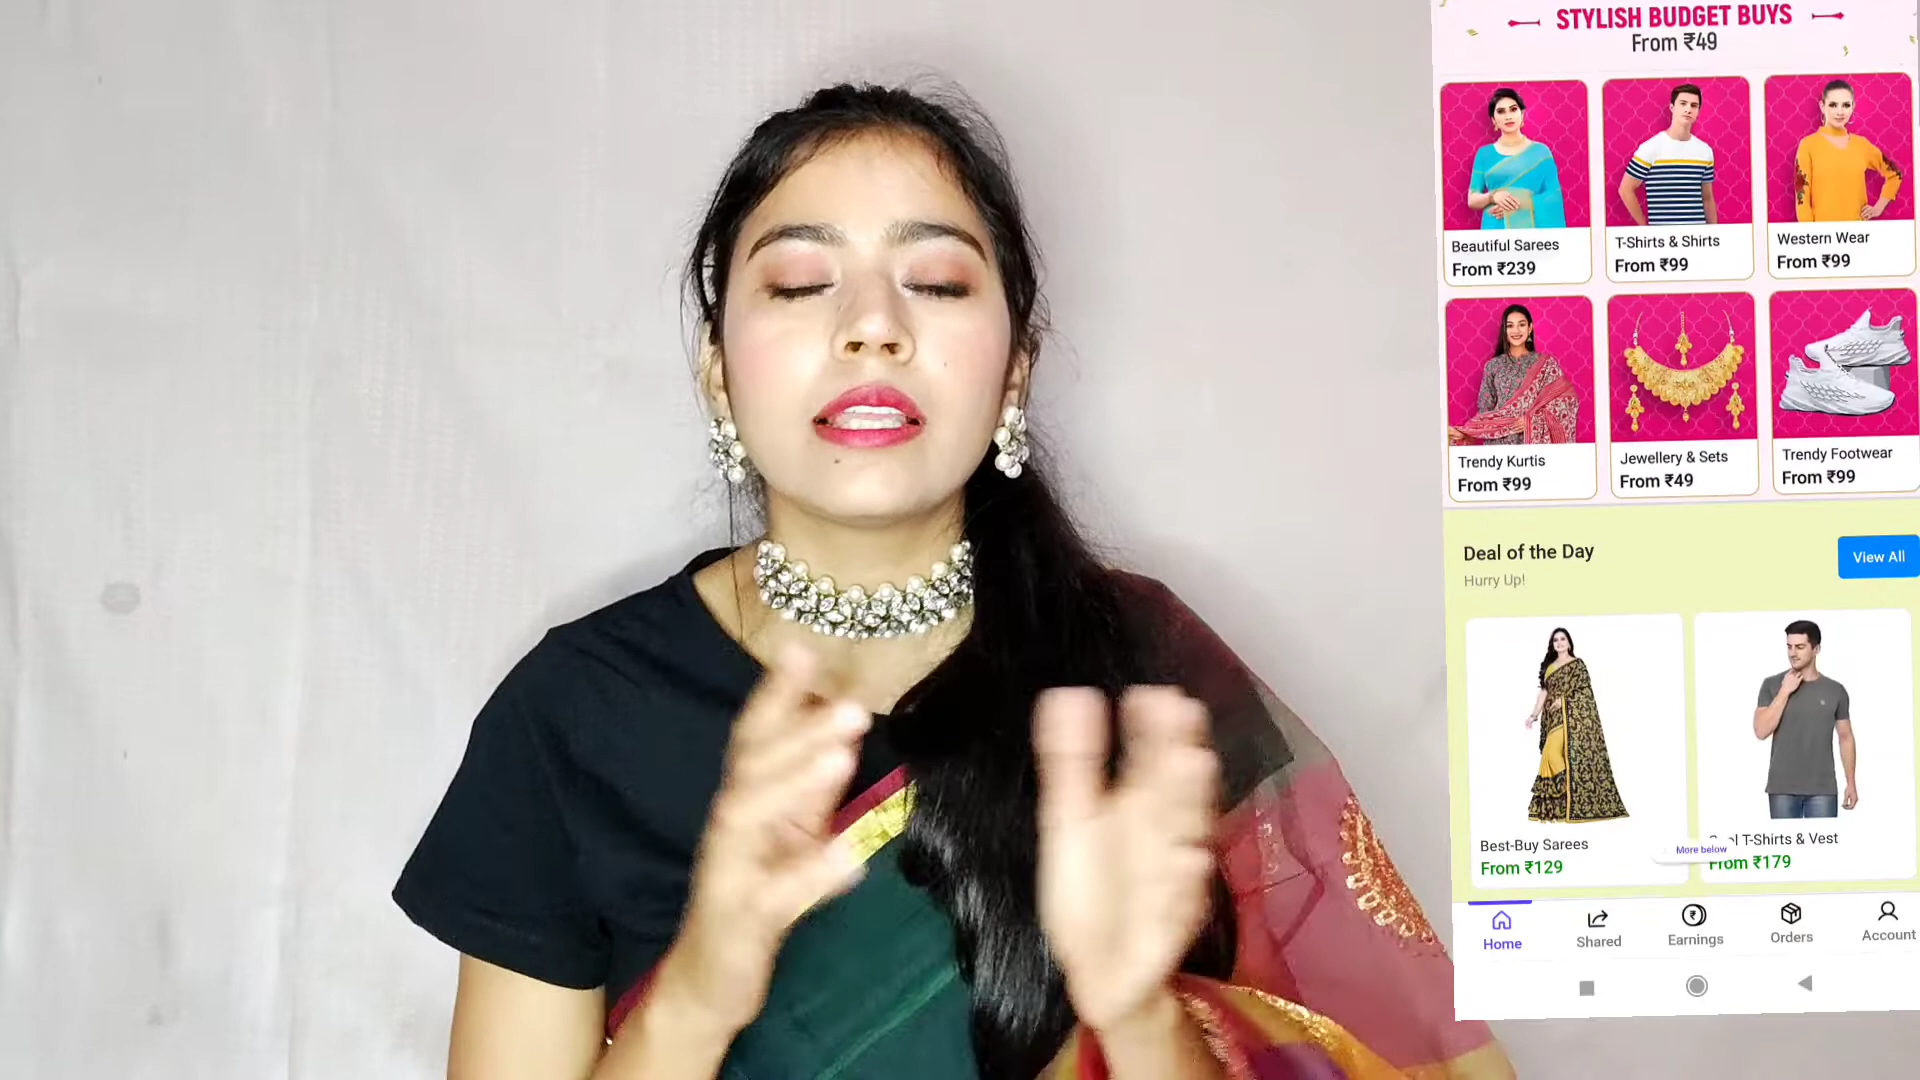 STYLISH BUDGET BUYS
From ₹49
Beautiful Sarees
From ₹239
T-Shirts & Shirts
From ₹99
Western Wear
From ₹99
Trendy Kurtis
From ₹99
Jewellery & Sets
From ₹49
Trendy Footwear
From ₹99
Deal of the Day
Hurry Up!
View All
Best-Buy Sarees
From ₹129
T-Shirts & Vest
From ₹179
More below
Home
Shared
Earnings
Orders
Account